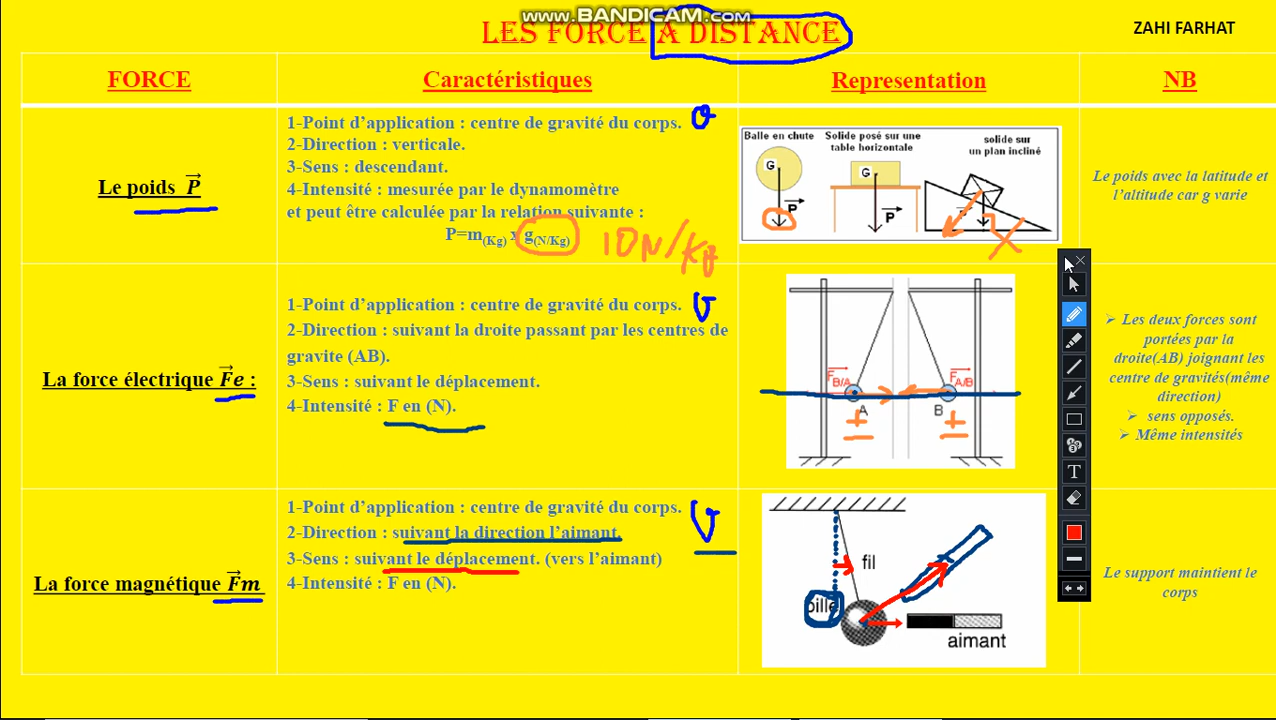 www.BANDICAM.com
LES FORCE A DISTANCE
ZAHI FARHAT
FORCE
Caractéristiques
Representation
NB
Le poids P
1-Point d'application : centre de gravité du corps.
2-Direction : verticale.
3-Sens : descendant.
4-Intensité : mesurée par le dynamomètre
et peut être calculée par la relation suivante :
P=m(Kg) x g(N/Kg)
10N/Kg
Balle en chute
G
P
Solide posé sur une
table horizontale
G
P
solide sur
un plan incliné
Le poids avec la latitude et
l'altitude car g varie
La force électrique Fe :
1-Point d'application : centre de gravité du corps.
2-Direction : suivant la droite passant par les centres de
gravite (AB).
3-Sens : suivant le déplacement.
4-Intensité : F en (N).
F B/A
F A/B
A
B
+
+
➢ Les deux forces sont
portées par la
droite(AB) joignant les
centre de gravités(même
direction)
➢ sens opposés.
➢ Même intensités
La force magnétique Fm
1-Point d'application : centre de gravité du corps.
2-Direction : suivant la direction l'aimant.
3-Sens : suivant le déplacement. (vers l'aimant)
4-Intensité : F en (N).
fil
bille
aimant
Le support maintient le
corps
T